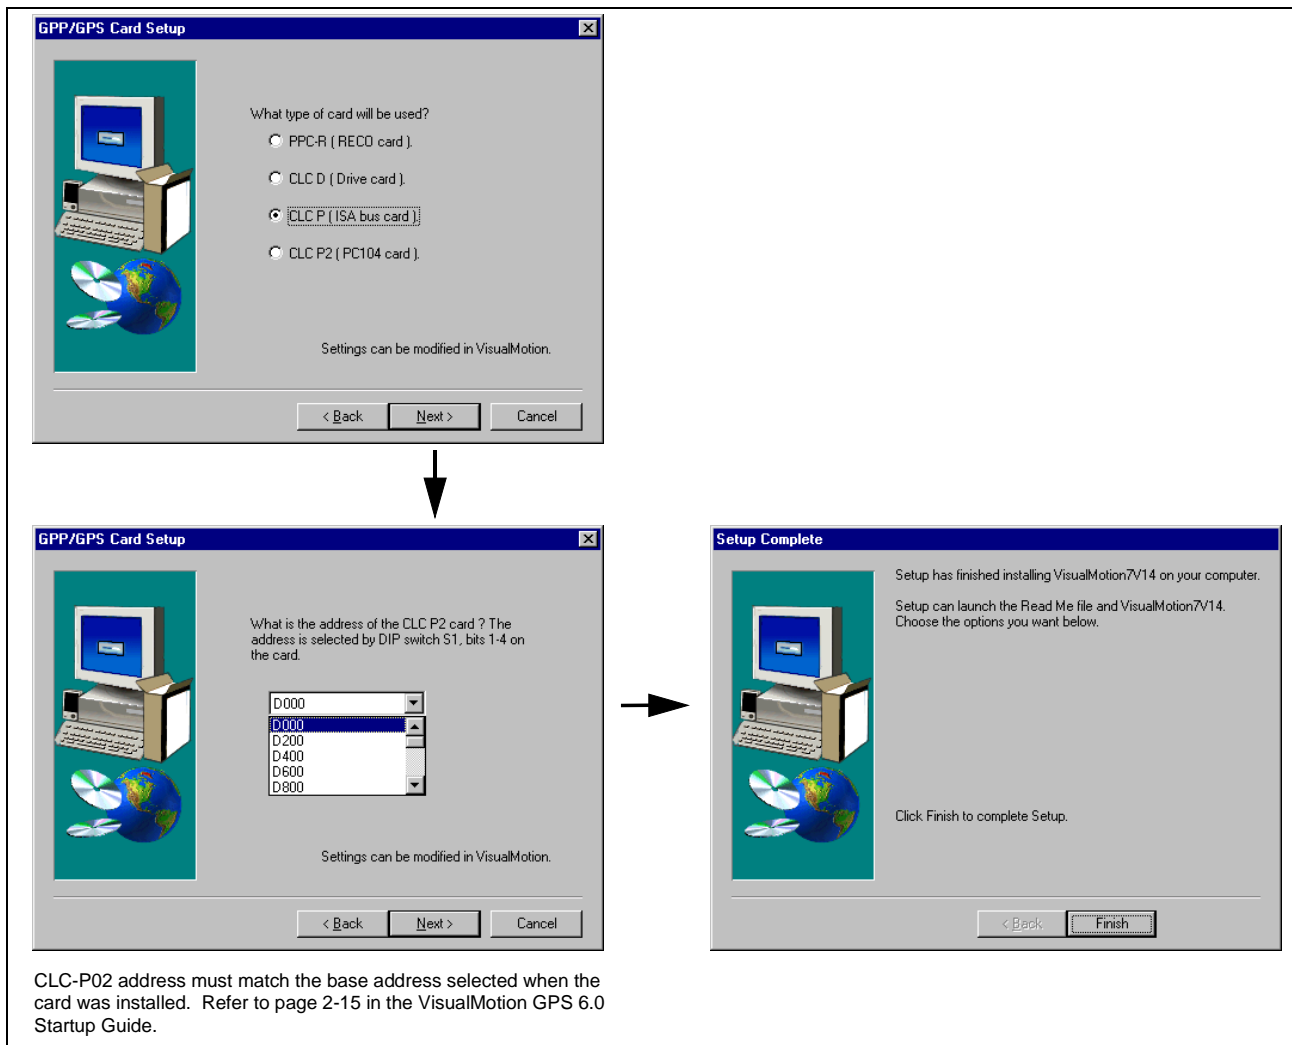 GPP/GPS Card Setup
What type of card will be used?
PPC-R ( RECO card ).
CLC D ( Drive card ).
CLC P ( ISA bus card ).
CLC P2 ( PC104 card ).
Settings can be modified in VisualMotion.
< Back
Next >
Cancel
GPP/GPS Card Setup
What is the address of the CLC P2 card ? The
address is selected by DIP switch S1, bits 1-4 on
the card.
D000
D000
D200
D400
D600
D800
Settings can be modified in VisualMotion.
< Back
Next >
Cancel
Setup Complete
Setup has finished installing VisualMotion7V14 on your computer.
Setup can launch the Read Me file and VisualMotion7V14.
Choose the options you want below.
Click Finish to complete Setup.
< Back
Finish
CLC-P02 address must match the base address selected when the
card was installed. Refer to page 2-15 in the VisualMotion GPS 6.0
Startup Guide.